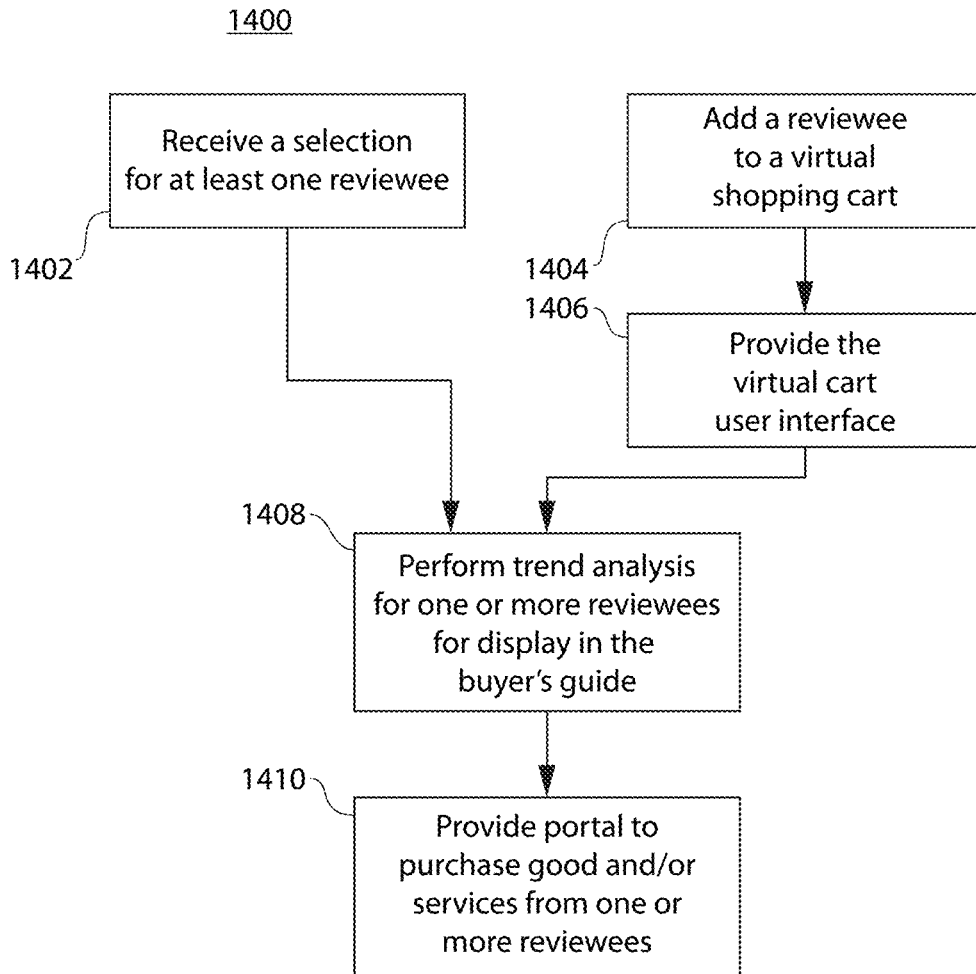 1400
Receive a selection
for at least one reviewee
1402
Add a reviewee
to a virtual
shopping cart
1404
1406
Provide the
virtual cart
user interface
1408
Perform trend analysis
for one or more reviewees
for display in the
buyer's guide
1410
Provide portal to
purchase good and/or
services from one or
more reviewees